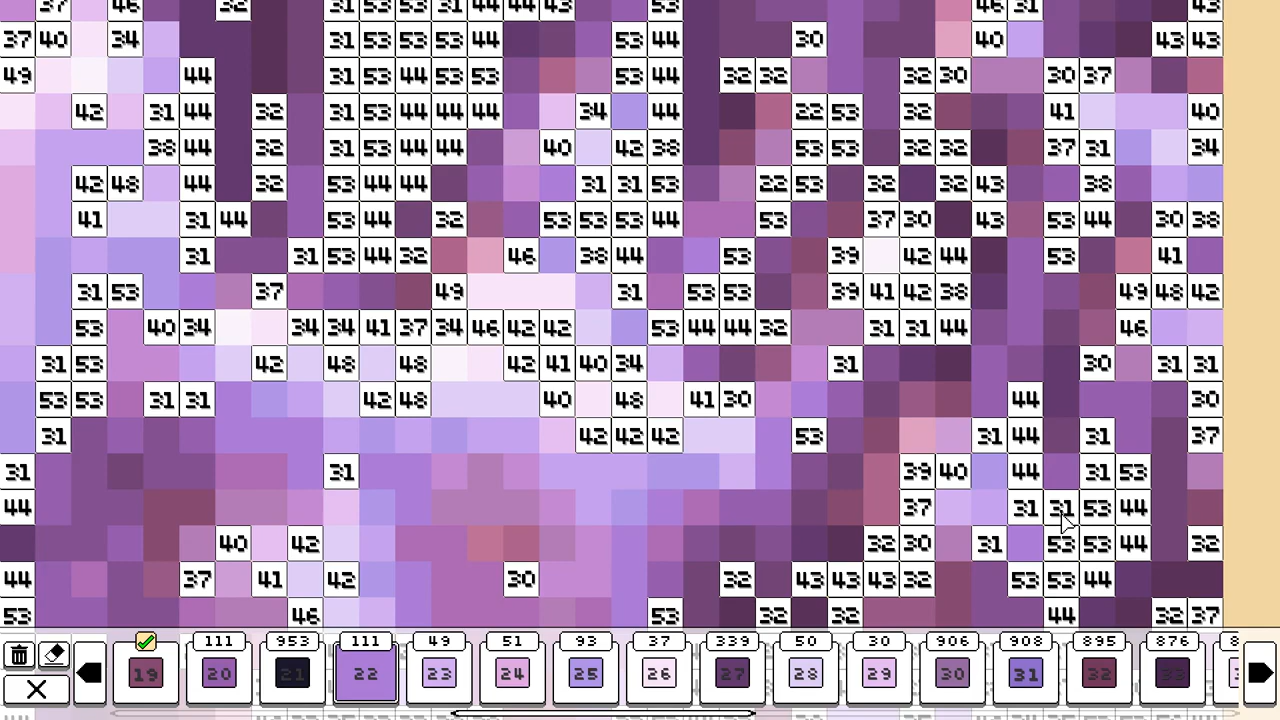 37 46 32 31 53 53 31 44 44 43 53 46 31 43
37 40 34 31 53 53 53 44 53 44 30 40 43 43
49 44 31 53 44 53 53 53 44 32 32 32 30 30 37
42 31 44 32 31 53 44 44 44 34 44 22 53 32 41 40
38 44 32 31 53 44 44 40 42 38 53 53 32 32 37 31 34
42 48 44 32 53 44 44 31 31 53 22 53 32 32 43 38
41 31 44 53 44 32 53 53 53 44 53 37 30 43 53 44 30 38
31 31 53 44 32 46 38 44 53 39 42 44 53 41
31 53 37 49 31 53 53 39 41 42 38 49 48 42
53 40 34 34 34 41 37 34 46 42 42 53 44 44 32 31 31 44 46
31 53 42 48 48 42 41 40 34 31 30 31 31
53 53 31 31 42 48 40 48 41 30 44 30
31 42 42 42 53 31 44 31 37
31 31 39 40 44 31 53
44 37 31 31 53 44
40 42 32 30 31 53 53 44 32
44 37 41 42 30 32 43 43 43 32 53 53 44
53 46 53 32 32 44 32 37
111 953 111 49 51 93 37 339 50 30 906 908 895 876 8
19 20 21 22 23 24 25 26 27 28 29 30 31 32 33